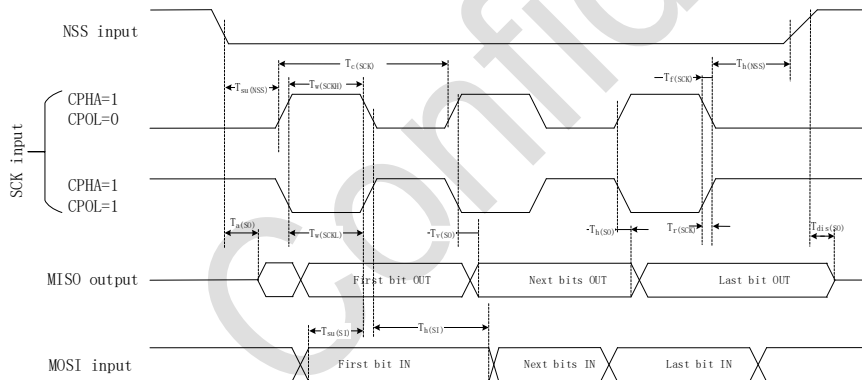 NSS input
Tc(SCK)
Th(NSS)
Tf(SCK)
Tsu(NSS)
Tw(SCKH)
CPHA=1
CPOL=0
SCK input
CPHA=1
CPOL=1
Ta(SO)
Tw(SCKL)
Tv(SO)
Th(SO)
Tr(SCK)
Tdis(SO)
MISO output
First bit OUT
Next bits OUT
Last bit OUT
Tsu(SI)
Th(SI)
MOSI input
First bit IN
Next bits IN
Last bit IN
Confid